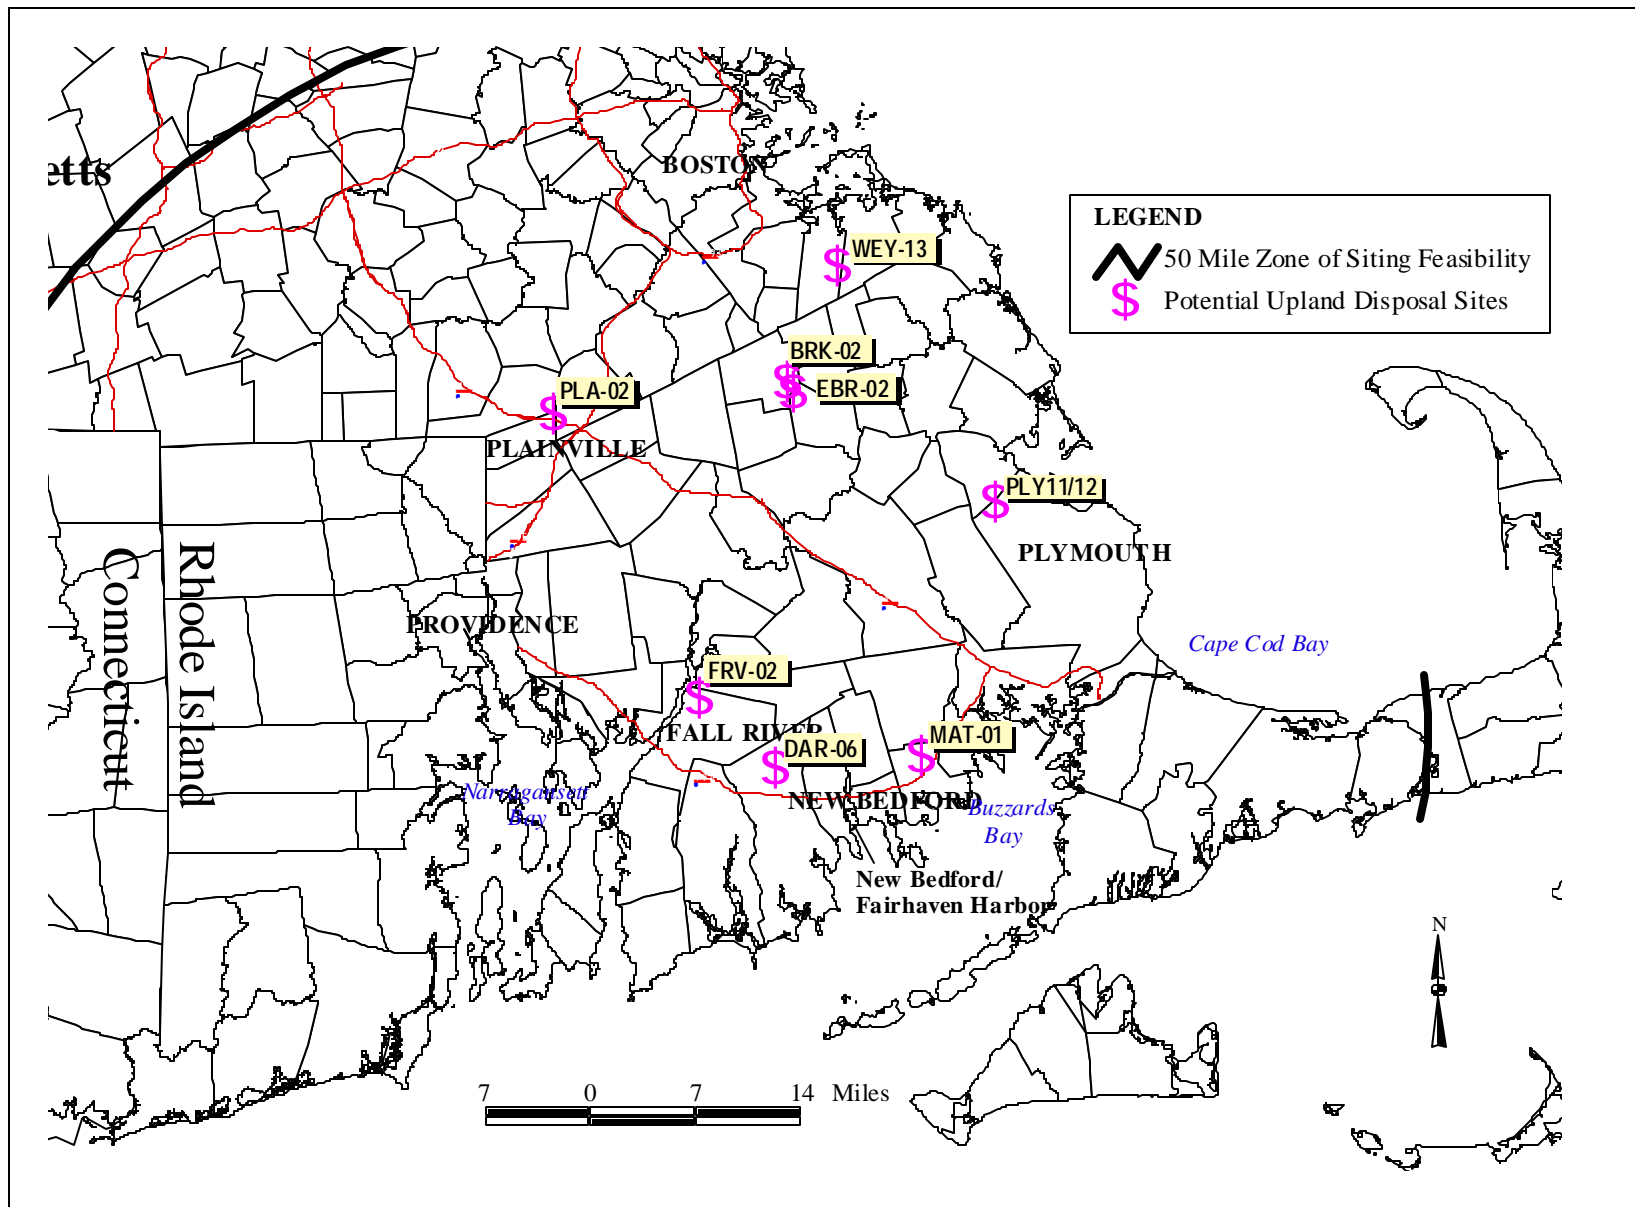 etts
BOSTON
LEGEND
50 Mile Zone of Siting Feasibility
$ Potential Upland Disposal Sites
$ WEY-13
BRK-02
$
$ EBR-02
PLA-02
$
PLAINVILLE
PLY11/12
$
PLYMOUTH
Rhode Island
Connecticut
PROVIDENCE
Cape Cod Bay
FRV-02
$
FALL RIVER
DAR-06
$
MAT-01
$
NEW BEDFORD
Narragansett
Bay
Buzzards
Bay
New Bedford/
Fairhaven Harbor
N
7 0 7 14 Miles